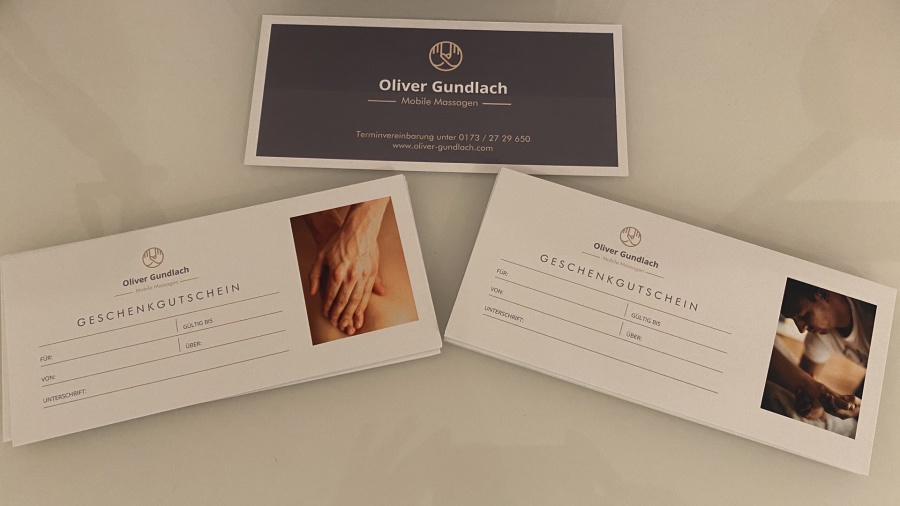 Oliver Gundlach
Mobile Massagen
Terminvereinbarung unter 0173 / 27 29 650
www.oliver-gundlach.com
Oliver Gundlach
Mobile Massagen
GESCHENKGUTSCHEIN
FÜR:
GÜLTIG BIS
VON:
ÜBER:
UNTERSCHRIFT:
Oliver Gundlach
Mobile Massagen
GESCHENKGUTSCHEIN
FÜR:
GÜLTIG BIS
VON:
ÜBER:
UNTERSCHRIFT: